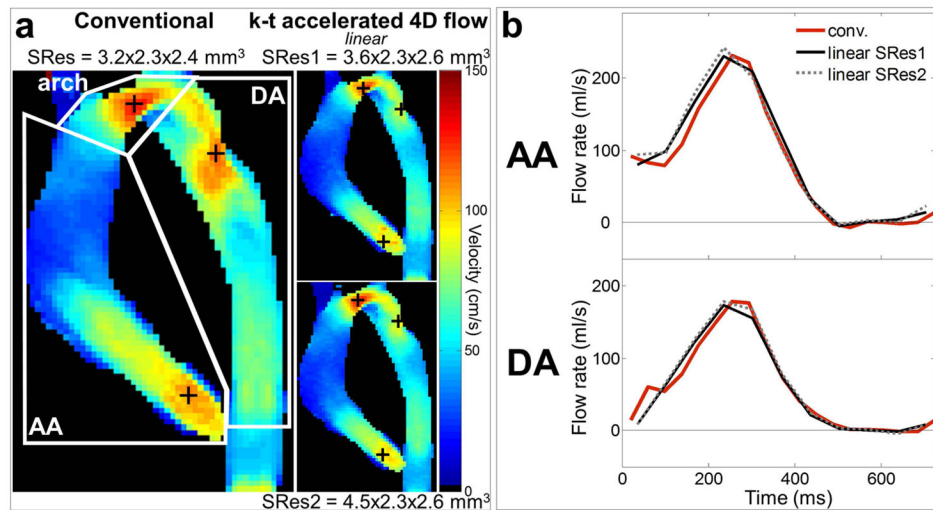 a
Conventional
SRes = 3.2x2.3x2.4 mm³
k-t accelerated 4D flow
linear
SRes1 = 3.6x2.3x2.6 mm³
arch
DA
AA
150
100
50
0
Velocity (cm/s)
SRes2 = 4.5x2.3x2.6 mm³
b
conv.
linear SRes1
linear SRes2
AA
Flow rate (ml/s)
200
100
0
DA
Flow rate (ml/s)
200
100
0
0 200 400 600
Time (ms)